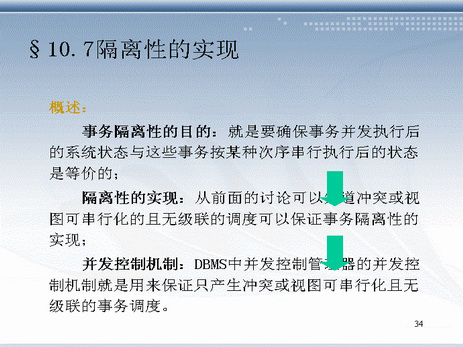 §10.7隔离性的实现
概述:
事务隔离性的目的: 就是要确保事务并发执行后
的系统状态与这些事务按某种次序串行执行后的状态
是等价的;
隔离性的实现: 从前面的讨论可以道冲突或视
图可串行化的且无级联的调度可以保证事务隔离性的
实现;
并发控制机制: DBMS中并发控制管器的并发控
制机制就是用来保证只产生冲突或视图可串行化且无
级联的事务调度。
34